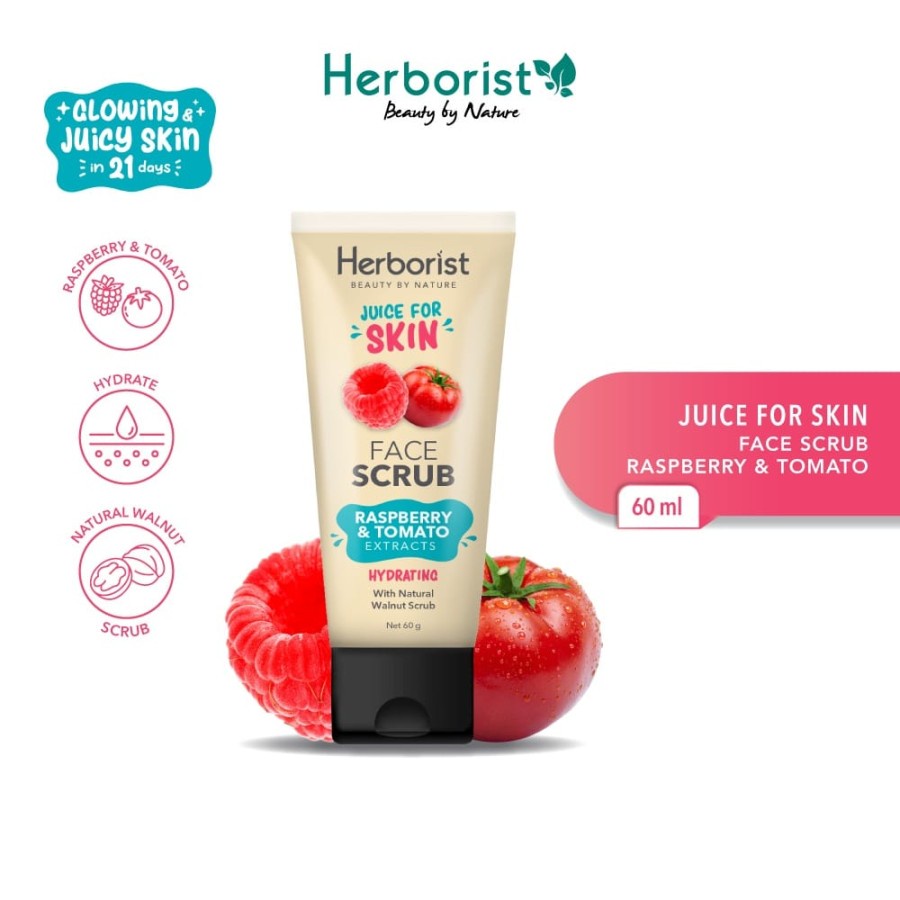 Herborist
Beauty by Nature
GLOWING &
JUICY SKIN
in 21 days
RASPBERRY & TOMATO
HYDRATE
NATURAL WALNUT
SCRUB
Herborist
BEAUTY BY NATURE
JUICE FOR
SKIN
FACE
SCRUB
RASPBERRY
& TOMATO
EXTRACTS
HYDRATING
With Natural
Walnut Scrub
Net 60 g
JUICE FOR SKIN
FACE SCRUB
RASPBERRY & TOMATO
60 ml